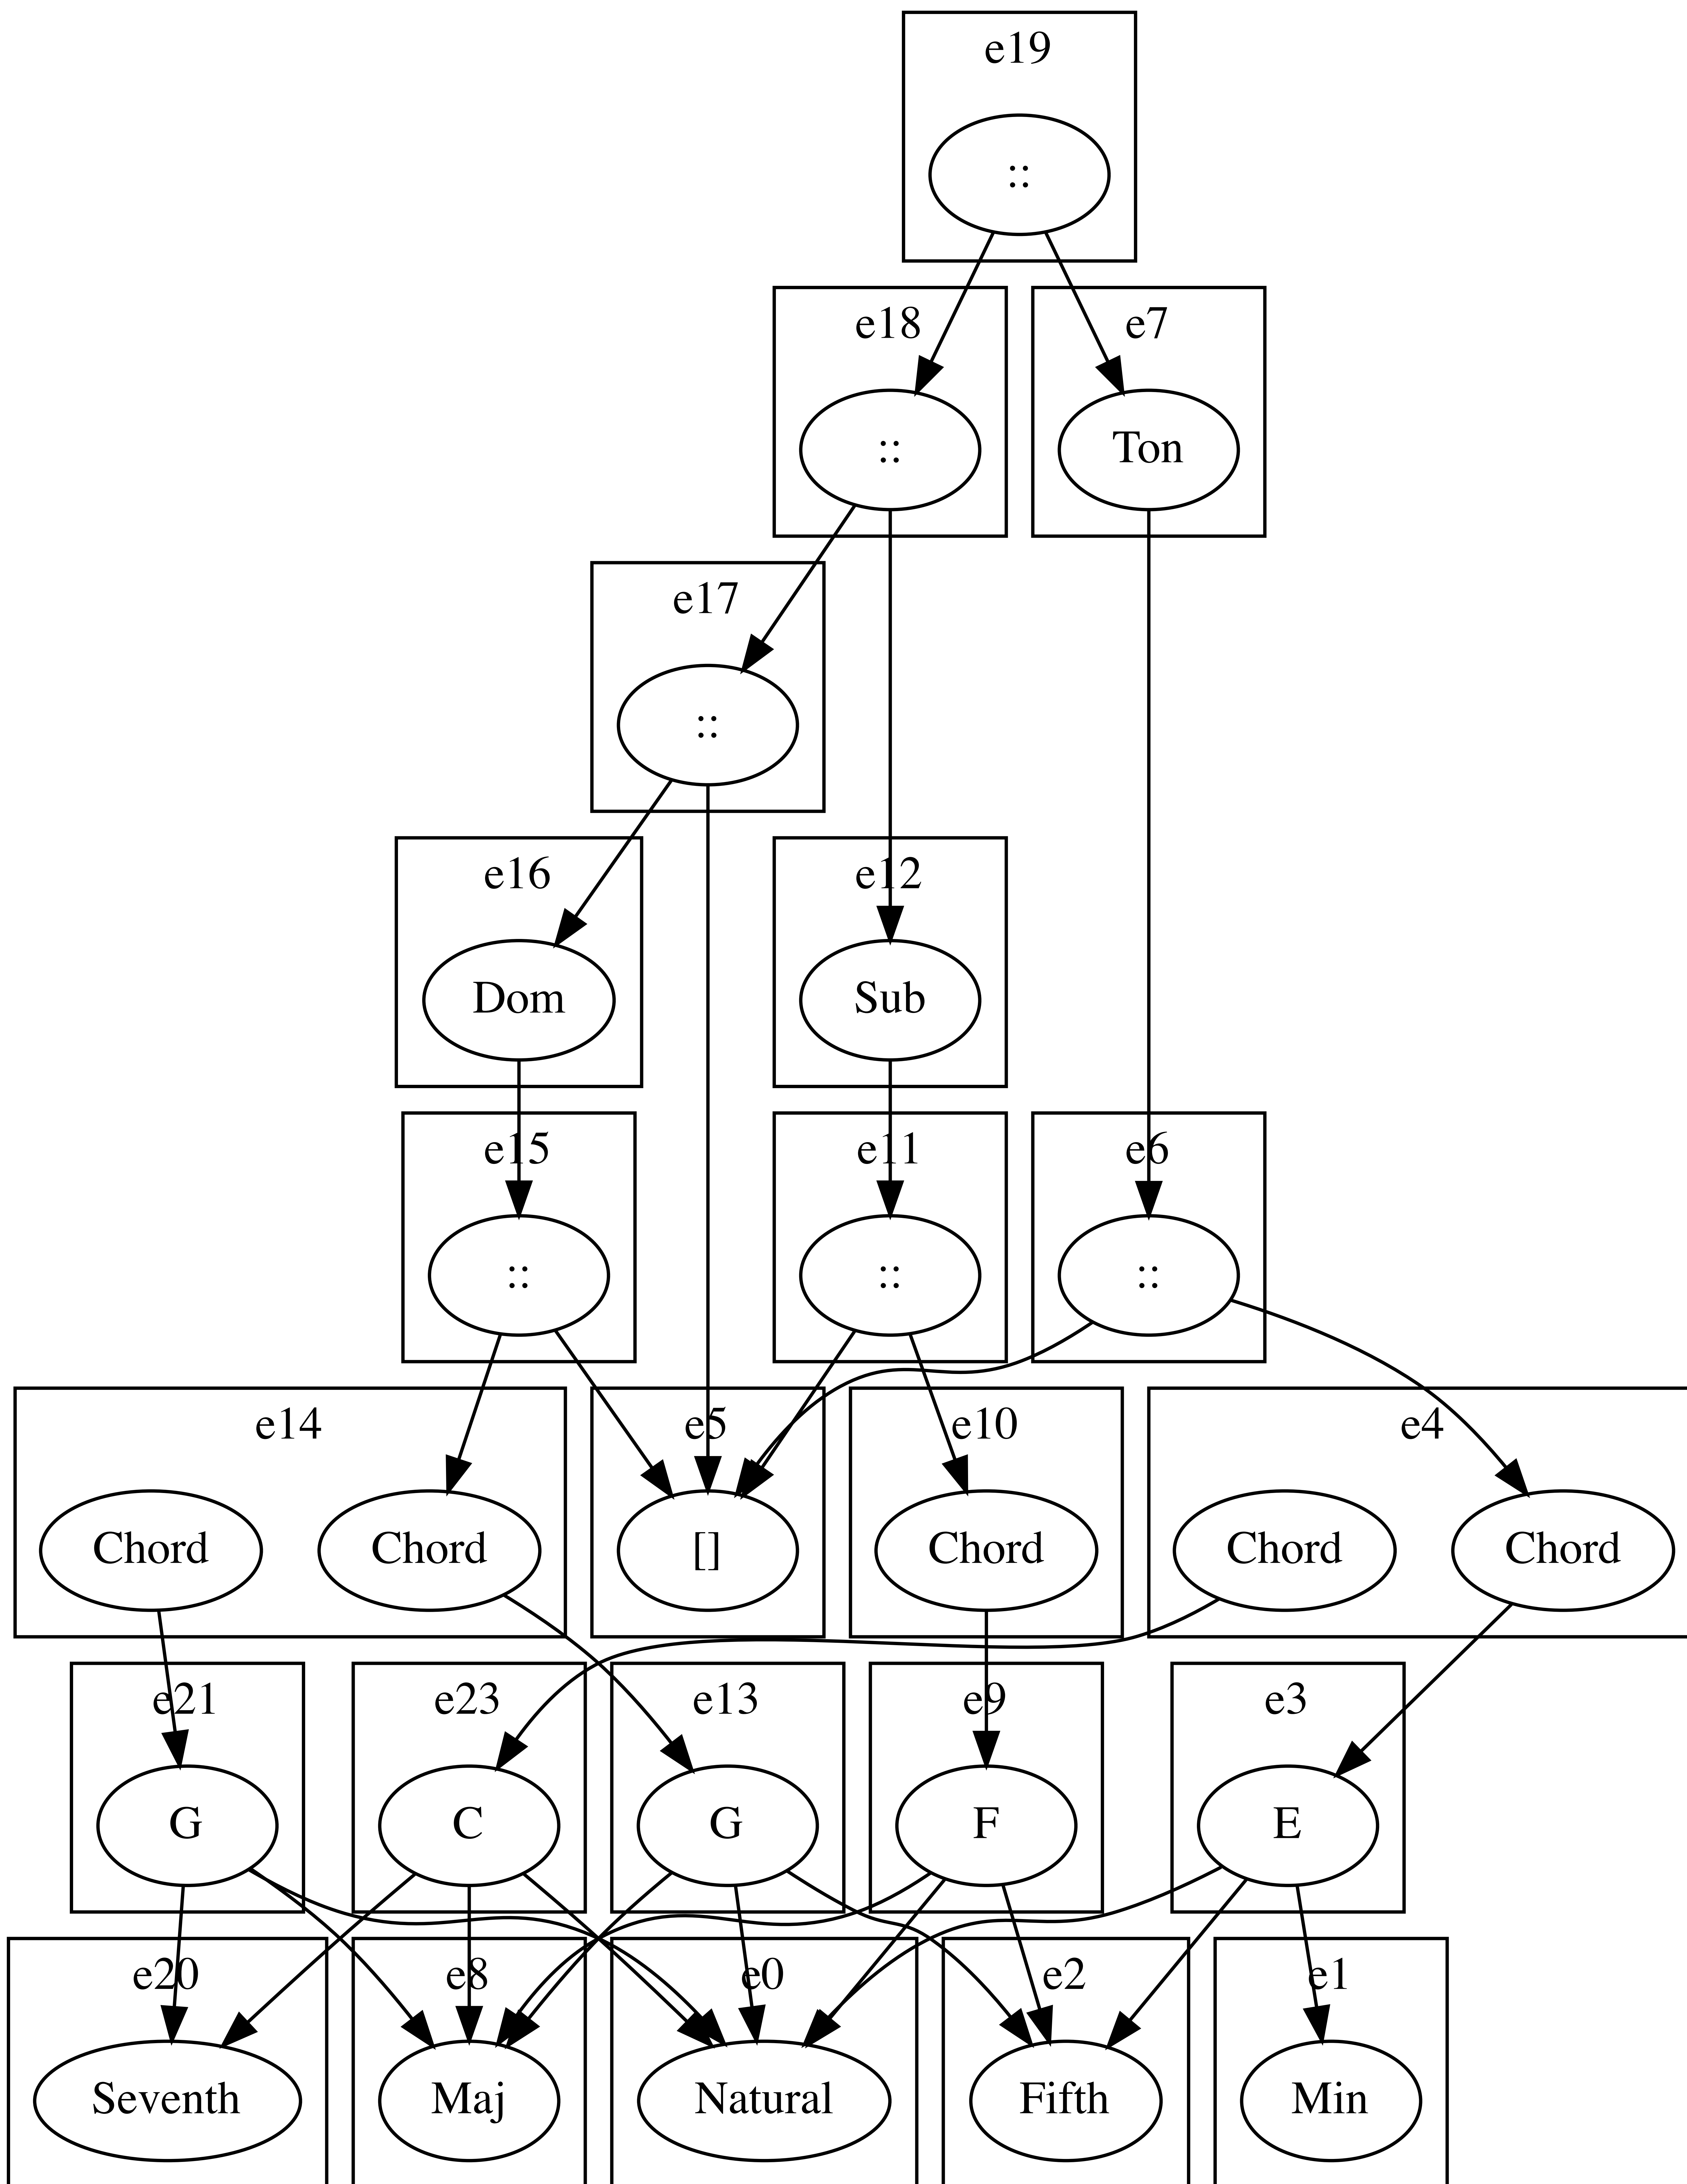 e19
::
e18
e7
::
Ton
e17
::
e16
e12
Dom
Sub
e15
e11
e6
::
::
::
e14
e5
e10
e4
Chord
Chord
[]
Chord
Chord
Chord
e21
e23
e13
e9
e3
G
C
G
F
E
e20
e8
e0
e2
e1
Seventh
Maj
Natural
Fifth
Min